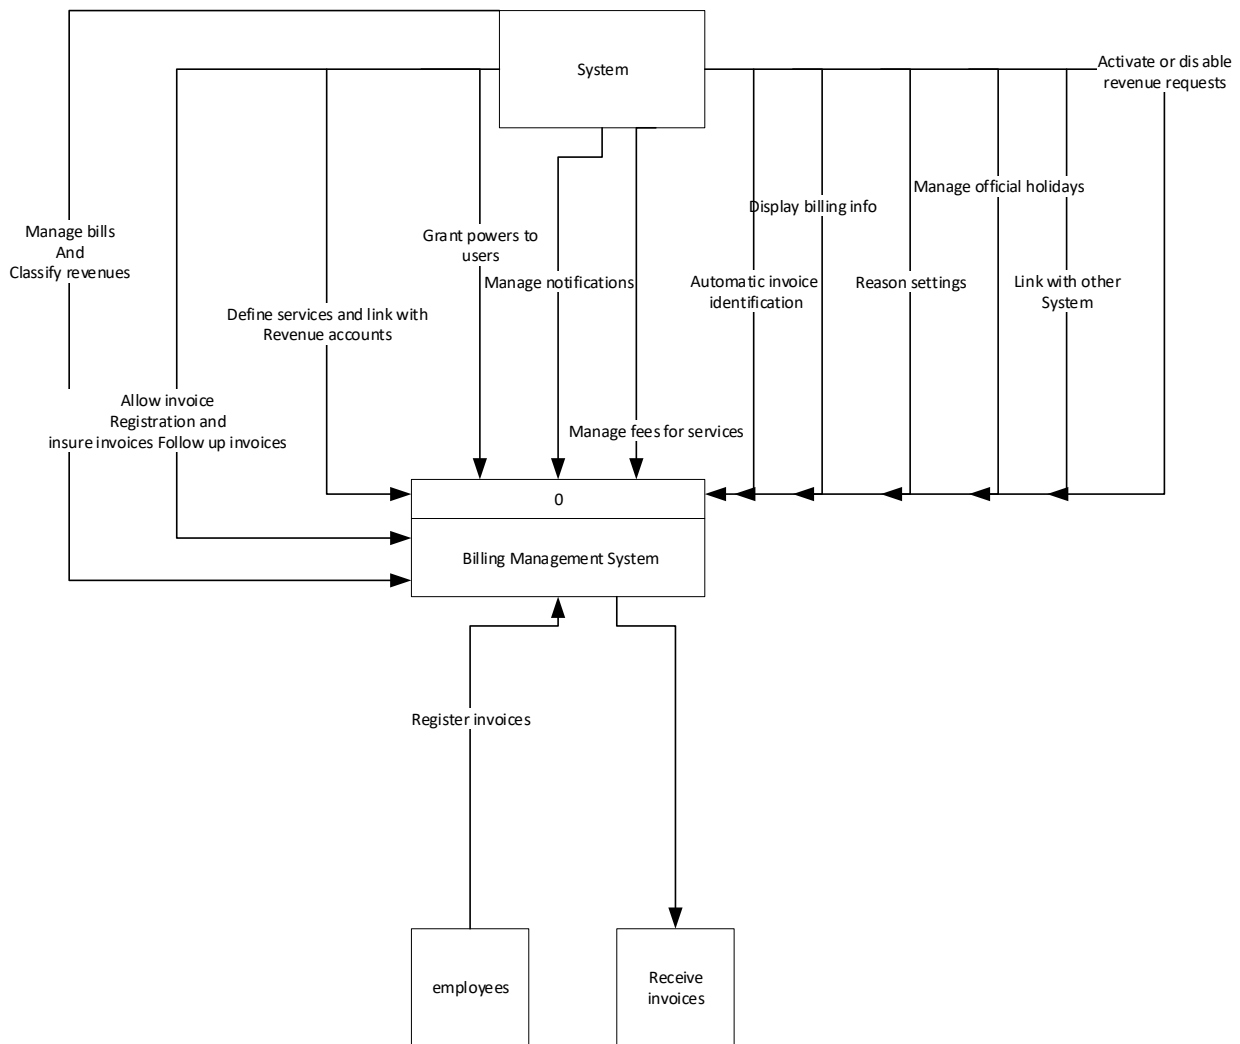 System
Activate or disable
revenue requests
Manage official holidays
Display billing info
Manage bills
And
Classify revenues
Grant powers to
users
Manage notifications
Automatic invoice
identification
Reason settings
Link with other
System
Define services and link with
Revenue accounts
Allow invoice
Registration and
insure invoices Follow up invoices
Manage fees for services
0
Billing Management System
Register invoices
employees
Receive
invoices